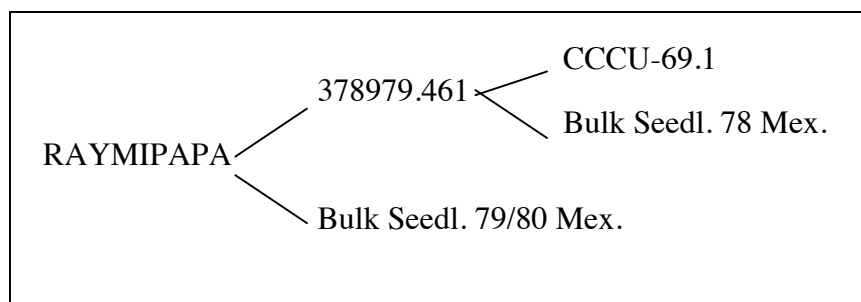 CCCU-69.1
378979.461
Bulk Seedl. 78 Mex.
RAYMIPAPA
Bulk Seedl. 79/80 Mex.